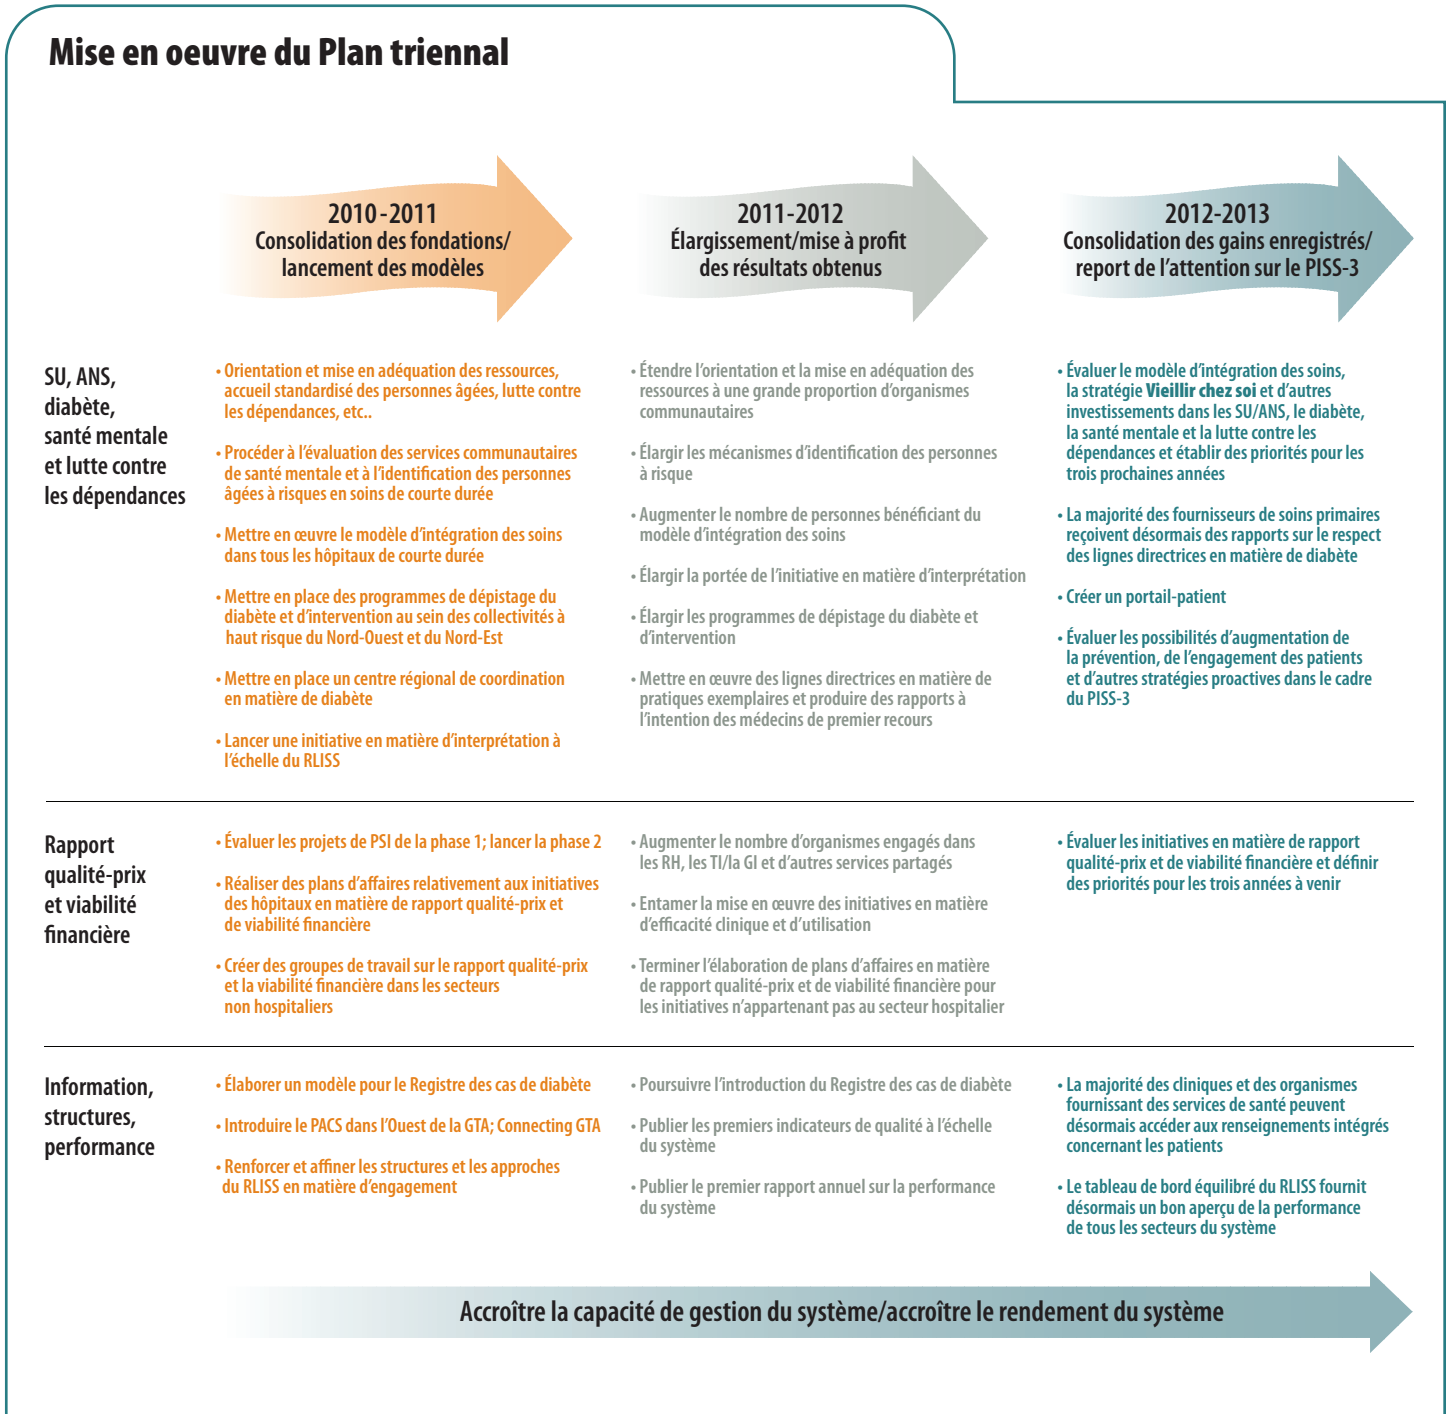 Mise en oeuvre du Plan triennal
2010-2011
Consolidation des fondations/
lancement des modèles
2011-2012
Élargissement/mise à profit
des résultats obtenus
2012-2013
Consolidation des gains enregistrés/
report de l'attention sur le PISS-3
SU, ANS,
diabète,
santé mentale
et lutte contre
les dépendances
• Orientation et mise en adéquation des ressources,
accueil standardisé des personnes âgées, lutte contre
les dépendances, etc..
• Procéder à l'évaluation des services communautaires
de santé mentale et à l'identification des personnes
âgées à risques en soins de courte durée
• Mettre en œuvre le modèle d'intégration des soins
dans tous les hôpitaux de courte durée
• Mettre en place des programmes de dépistage du
diabète et d'intervention au sein des collectivités à
haut risque du Nord-Ouest et du Nord-Est
• Mettre en place un centre régional de coordination
en matière de diabète
• Lancer une initiative en matière d'interprétation à
l'échelle du RLISS
• Étendre l'orientation et la mise en adéquation des
ressources à une grande proportion d'organismes
communautaires
• Élargir les mécanismes d'identification des personnes
à risque
• Augmenter le nombre de personnes bénéficiant du
modèle d'intégration des soins
• Élargir la portée de l'initiative en matière d'interprétation
• Élargir les programmes de dépistage du diabète et
d'intervention
• Mettre en œuvre des lignes directrices en matière de
pratiques exemplaires et produire des rapports à
l'intention des médecins de premier recours
• Évaluer le modèle d'intégration des soins,
la stratégie Vieillir chez soi et d'autres
investissements dans les SU/ANS, le diabète,
la santé mentale et la lutte contre les
dépendances et établir des priorités pour les
trois prochaines années
• La majorité des fournisseurs de soins primaires
reçoivent désormais des rapports sur le respect
des lignes directrices en matière de diabète
• Créer un portail-patient
• Évaluer les possibilités d'augmentation de
la prévention, de l'engagement des patients
et d'autres stratégies proactives dans le cadre
du PISS-3
Rapport
qualité-prix
et viabilité
financière
• Évaluer les projets de PSI de la phase 1; lancer la phase 2
• Réaliser des plans d'affaires relativement aux initiatives
des hôpitaux en matière de rapport qualité-prix et
de viabilité financière
• Créer des groupes de travail sur le rapport qualité-prix
et la viabilité financière dans les secteurs
non hospitaliers
• Augmenter le nombre d'organismes engagés dans
les RH, les TI/la GI et d'autres services partagés
• Entamer la mise en œuvre des initiatives en matière
d'efficacité clinique et d'utilisation
• Terminer l'élaboration de plans d'affaires en matière
de rapport qualité-prix et de viabilité financière pour
les initiatives n'appartenant pas au secteur hospitalier
• Évaluer les initiatives en matière de rapport
qualité-prix et de viabilité financière et définir
des priorités pour les trois années à venir
Information,
structures,
performance
• Élaborer un modèle pour le Registre des cas de diabète
• Introduire le PACS dans l'Ouest de la GTA; Connecting GTA
• Renforcer et affiner les structures et les approches
du RLISS en matière d'engagement
• Poursuivre l'introduction du Registre des cas de diabète
• Publier les premiers indicateurs de qualité à l'échelle
du système
• Publier le premier rapport annuel sur la performance
du système
• La majorité des cliniques et des organismes
fournissant des services de santé peuvent
désormais accéder aux renseignements intégrés
concernant les patients
• Le tableau de bord équilibré du RLISS fournit
désormais un bon aperçu de la performance
de tous les secteurs du système
Accroître la capacité de gestion du système/accroître le rendement du système